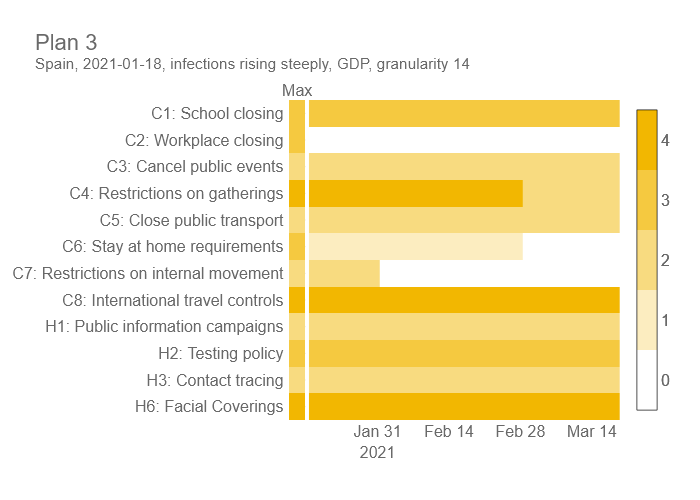 Plan 3
Spain, 2021-01-18, infections rising steeply, GDP, granularity 14
Max
C1: School closing
C2: Workplace closing
C3: Cancel public events
C4: Restrictions on gatherings
C5: Close public transport
C6: Stay at home requirements
C7: Restrictions on internal movement
C8: International travel controls
H1: Public information campaigns
H2: Testing policy
H3: Contact tracing
H6: Facial Coverings
Jan 31 Feb 14 Feb 28 Mar 14
2021
4
3
2
1
0